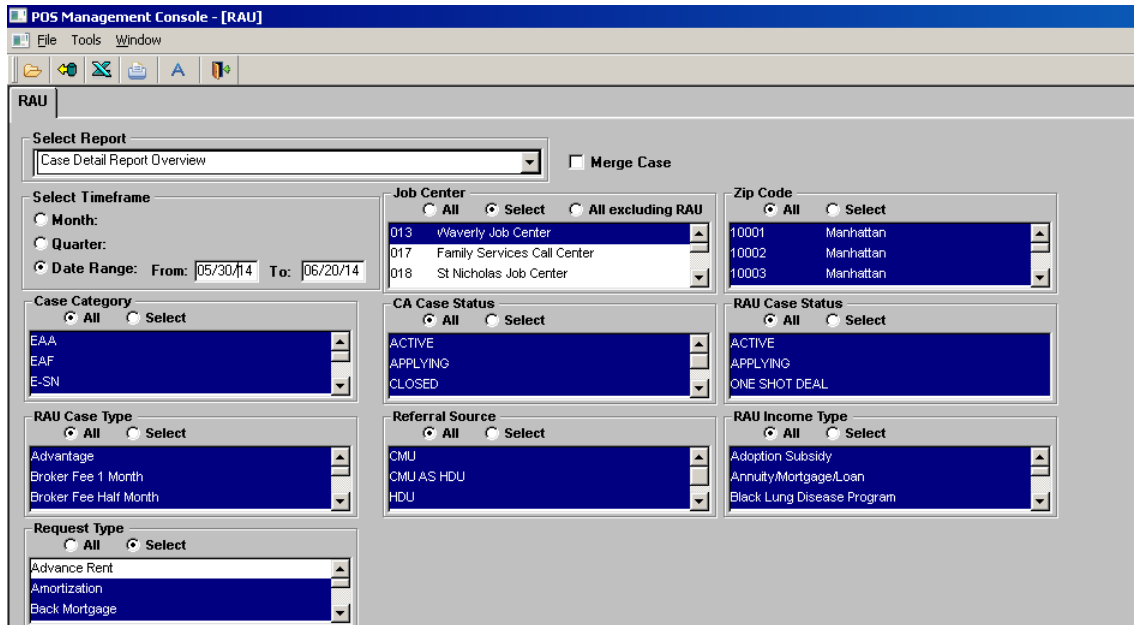 POS Management Console - [RAU]
File Tools Window
A
RAU
Select Report
Case Detail Report Overview
Merge Case
Select Timeframe
Month:
Quarter:
Date Range: From: 05/30/14 To: 06/20/14
Job Center
All Select All excluding RAU
013 Waverly Job Center
017 Family Services Call Center
018 St Nicholas Job Center
Zip Code
All Select
10001 Manhattan
10002 Manhattan
10003 Manhattan
Case Category
All Select
EAA
EAF
E-SN
CA Case Status
All Select
ACTIVE
APPLYING
CLOSED
RAU Case Status
All Select
ACTIVE
APPLYING
ONE SHOT DEAL
RAU Case Type
All Select
Advantage
Broker Fee 1 Month
Broker Fee Half Month
Referral Source
All Select
CMU
CMU AS HDU
HDU
RAU Income Type
All Select
Adoption Subsidy
Annuity/Mortgage/Loan
Black Lung Disease Program
Request Type
All Select
Advance Rent
Amortization
Back Mortgage